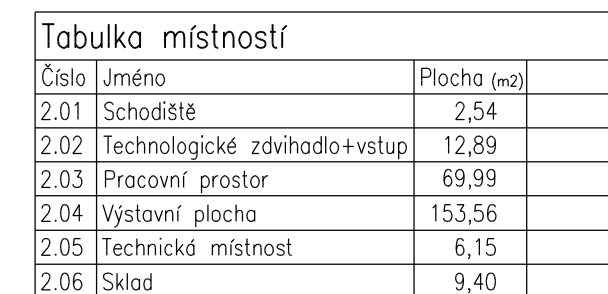 Tabulka místností
Číslo Jméno Plocha (m2)
2.01 Schodiště 2,54
2.02 Technologické zdvihadlo+vstup 12,89
2.03 Pracovní prostor 69,99
2.04 Výstavní plocha 153,56
2.05 Technická místnost 6,15
2.06 Sklad 9,40